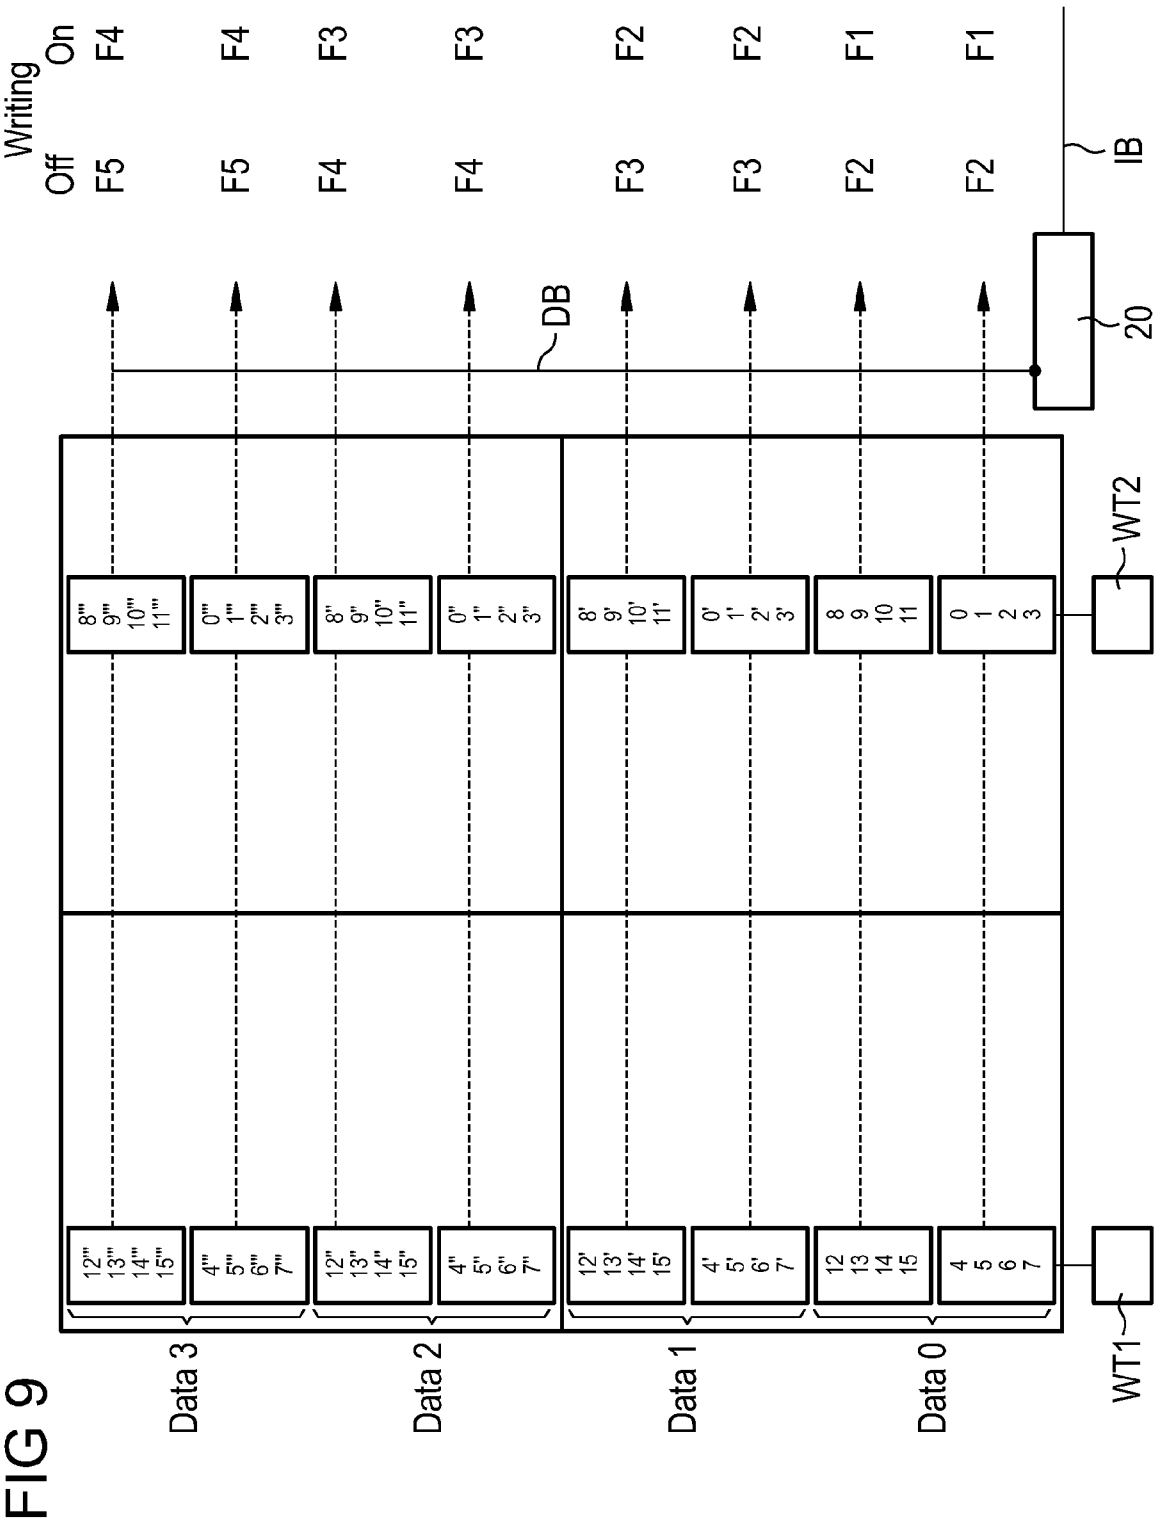 FIG 9
Writing
Off On
12''' 8''' F5 F4
13''' 9'''
14''' 10'''
15''' 11'''
Data 3
4''' 0''' F5 F4
5''' 1'''
6''' 2'''
7''' 3'''
12'' 8'' F4 F3
13'' 9''
14'' 10''
15'' 11''
Data 2
4'' 0'' F4 F3
5'' 1''
6'' 2''
7'' 3''
DB
12' 8' F3 F2
13' 9'
14' 10'
15' 11'
Data 1
4' 0' F3 F2
5' 1'
6' 2'
7' 3'
12 8 F2 F1
13 9
14 10
15 11
Data 0
4 0 F2 F1
5 1
6 2
7 3
WT1 WT2 20 IB